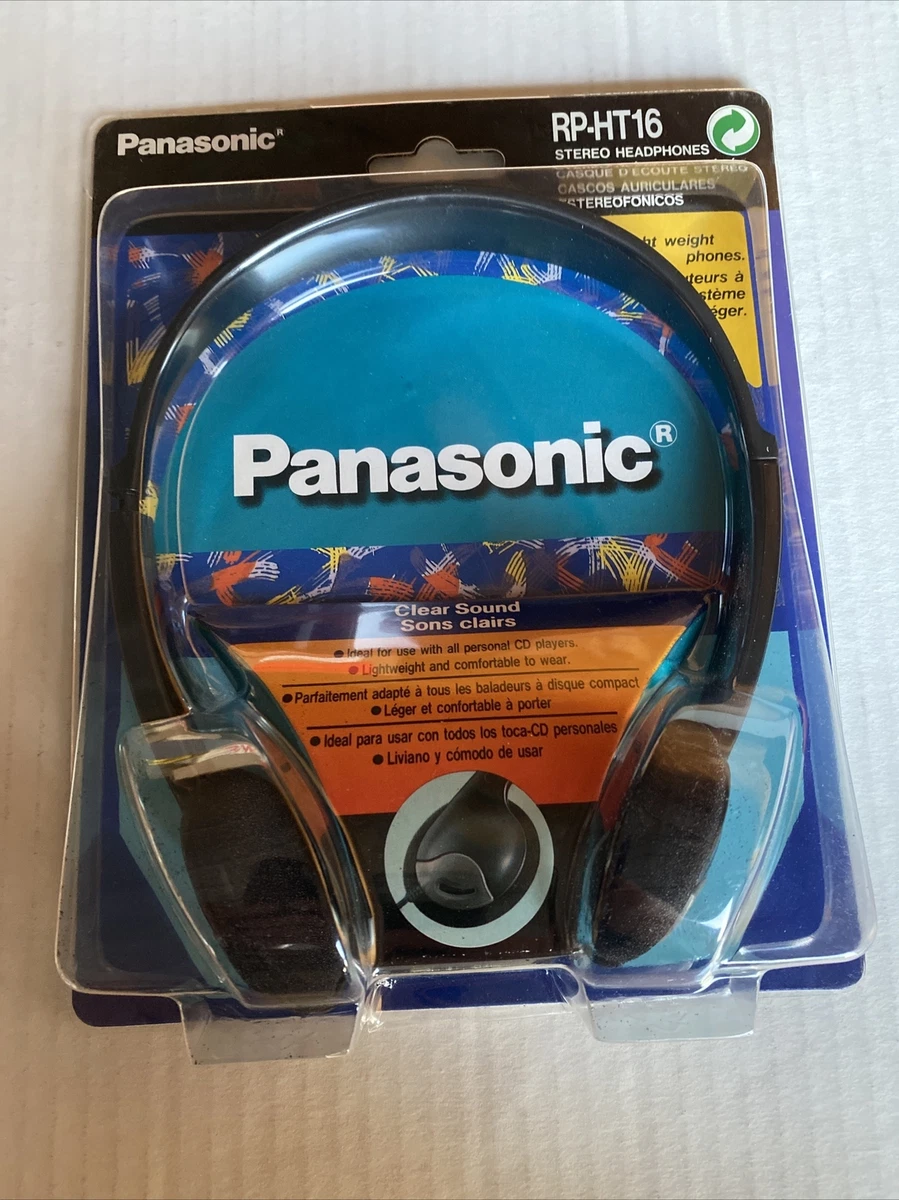 Panasonic®
RP-HT16
STEREO HEADPHONES
CASQUE D'ECOUTE STEREO
CASCOS AURICULARES
ESTEREOFONICOS
weight
phones.
à
Panasonic®
Clear Sound
Sons clairs
● Ideal for use with all personal CD players.
● Lightweight and comfortable to wear.
● Parfaitement adapté à tous les baladeurs à disque compact
● Léger et confortable à porter
● Ideal para usar con todos los toca-CD personales
● Liviano y cómodo de usar